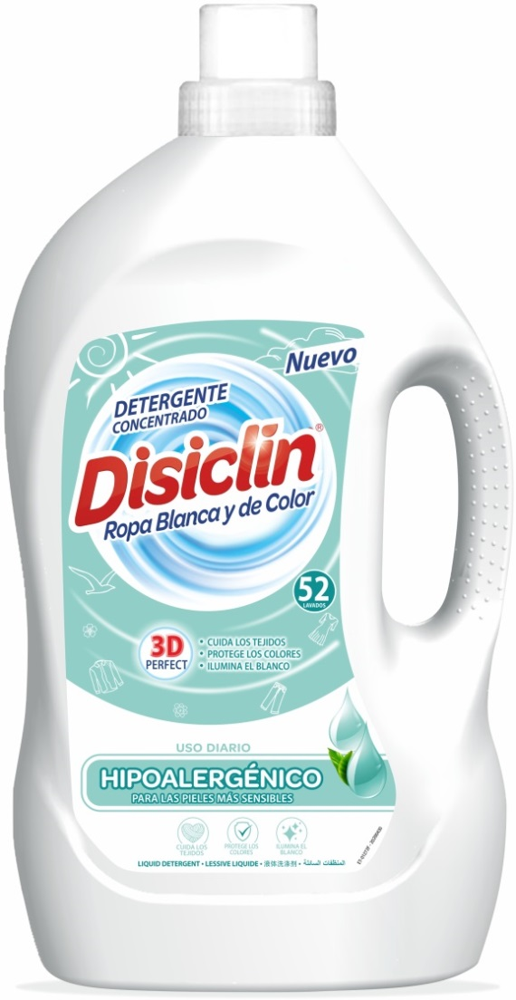 Nuevo
DETERGENTE
CONCENTRADO
Disiclin®
Ropa Blanca y de Color
52
LAVADOS
3D
PERFECT
• CUIDA LOS TEJIDOS
• PROTEGE LOS COLORES
• ILUMINA EL BLANCO
USO DIARIO
HIPOALERGÉNICO
PARA LAS PIELES MÁS SENSIBLES
CUIDA LOS
TEJIDOS
PROTEGE LOS
COLORES
ILUMINA EL
BLANCO
LIQUID DETERGENT • LESSIVE LIQUIDE • 液体洗涤剂 • المنظفات السائلة